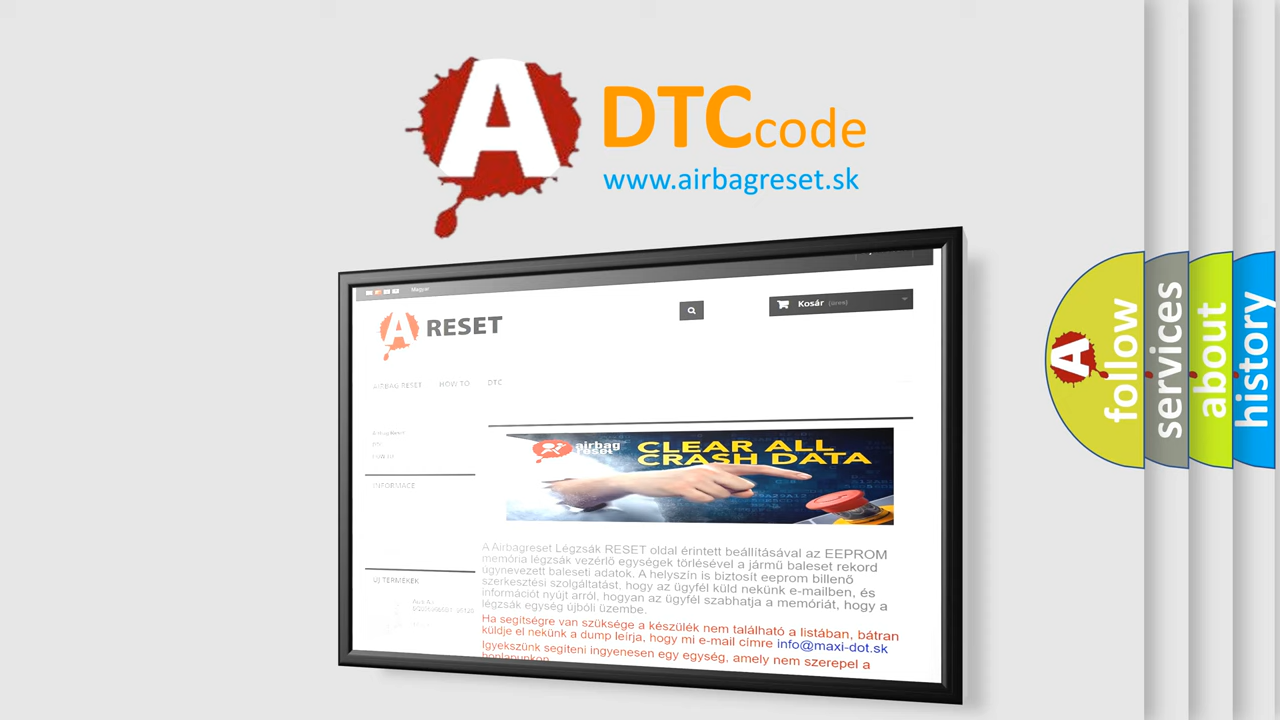 A
DTCcode
www.airbagreset.sk
Magyar
A RESET
Kosár (üres)
AIRBAG RESET HOW TO DTC
airbag
reset
CLEAR ALL
CRASH DATA
INFORMACE
A Airbagreset Légzsák RESET oldal érintett beállításával az EEPROM
memória légzsák vezérlő egységek törlésével a jármű baleset rekord
úgynevezett baleseti adatok. A helyszín is biztosít eeprom billenő
szerkesztési szolgáltatást, hogy az ügyfél küld nekünk e-mailben, és
információt nyújt arról, hogyan az ügyfél szabhatja a memóriát, hogy a
légzsák egység újbóli üzembe.
Ha segítségre van szüksége a készülék nem található a listában, bátran
küldje el nekünk a dump leírja, hogy mi e-mail címre info@maxi-dot.sk
Igyekszünk segíteni ingyenesen egy egység, amely nem szerepel a
honlapunkon
ÚJ TERMÉKEK
A follow
services
about
history